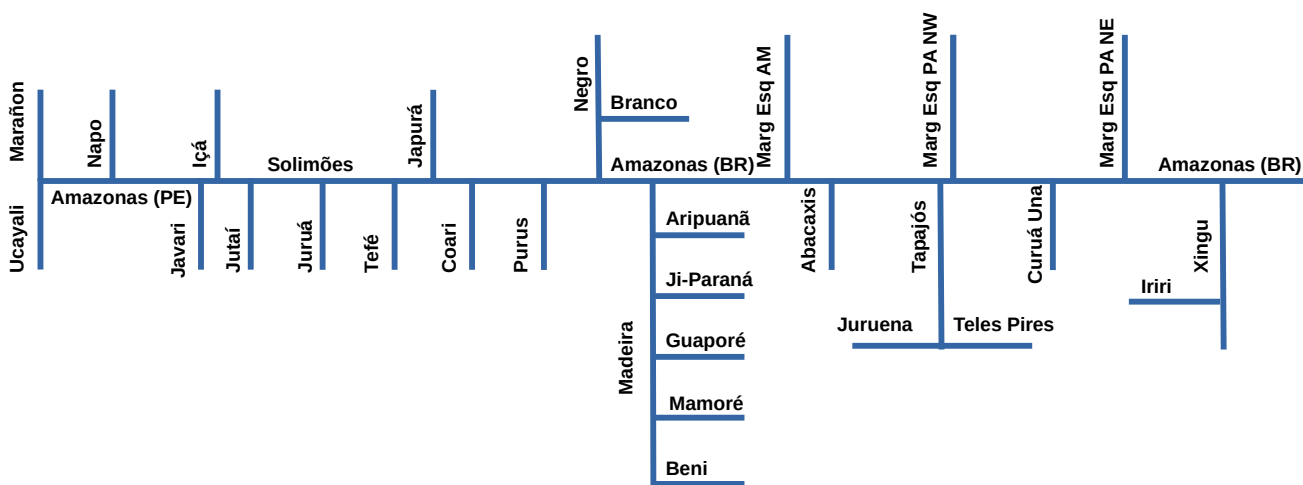 Marañon
Napo
Içá
Solimões
Japurá
Negro
Branco
Amazonas (BR)
Marg Esq AM
Marg Esq PA NW
Marg Esq PA NE
Amazonas (BR)
Ucayali
Amazonas (PE)
Javari
Jutaí
Juruá
Tefé
Coari
Purus
Madeira
Aripuanã
Ji-Paraná
Guaporé
Mamoré
Beni
Abacaxis
Tapajós
Juruena
Teles Pires
Curuá Una
Iriri
Xingu